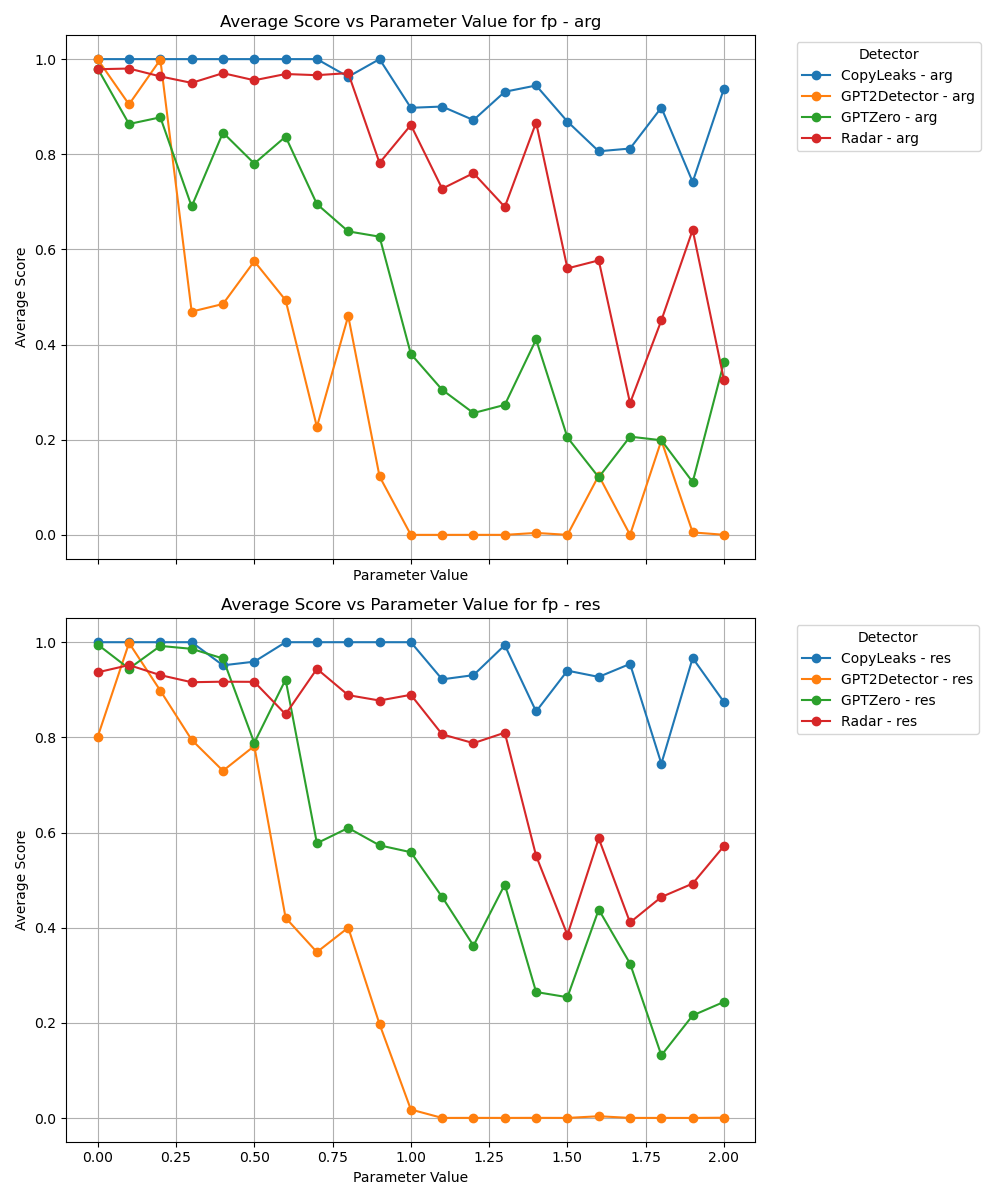 Average Score vs Parameter Value for fp - arg
1.0
0.8
0.6
0.4
0.2
0.0
Average Score
Parameter Value
Detector
CopyLeaks - arg
GPT2Detector - arg
GPTZero - arg
Radar - arg
Average Score vs Parameter Value for fp - res
1.0
0.8
0.6
0.4
0.2
0.0
Average Score
0.00 0.25 0.50 0.75 1.00 1.25 1.50 1.75 2.00
Parameter Value
Detector
CopyLeaks - res
GPT2Detector - res
GPTZero - res
Radar - res